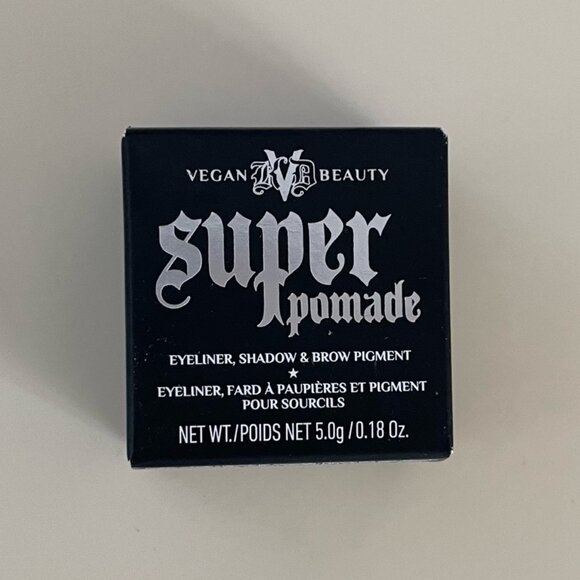 VEGAN KVD BEAUTY
super
pomade
EYELINER, SHADOW & BROW PIGMENT
★
EYELINER, FARD À PAUPIÈRES ET PIGMENT
POUR SOURCILS
NET WT./POIDS NET 5.0g/0.18 Oz.